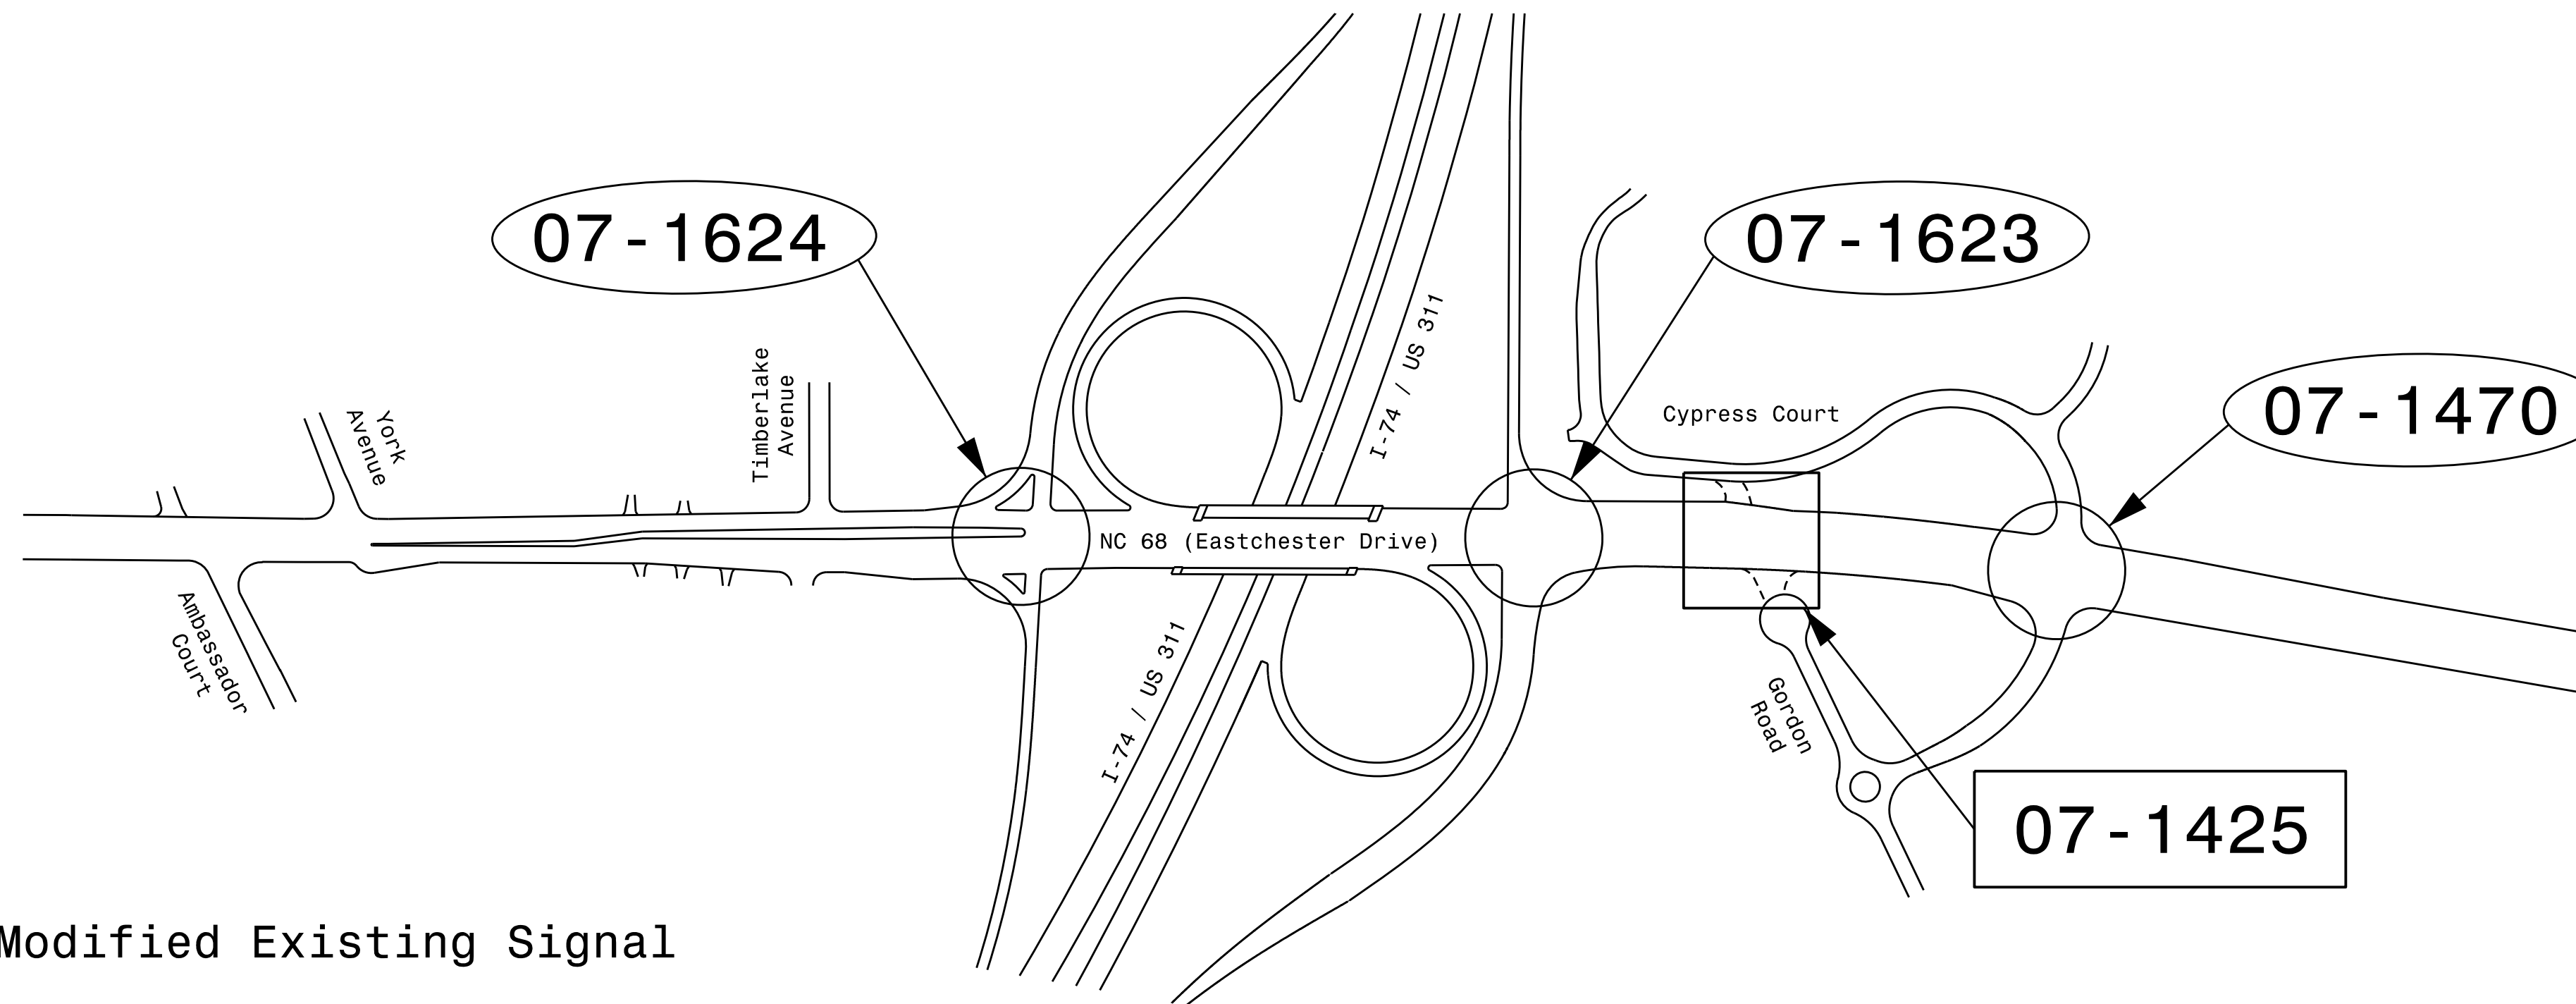 07-1624
07-1623
07-1470
I-74 / US 311
Timberlake
Avenue
York
Avenue
Cypress Court
NC 68 (Eastchester Drive)
Ambassador
Court
I-74 / US 311
Gordon
Road
07-1425
Modified Existing Signal